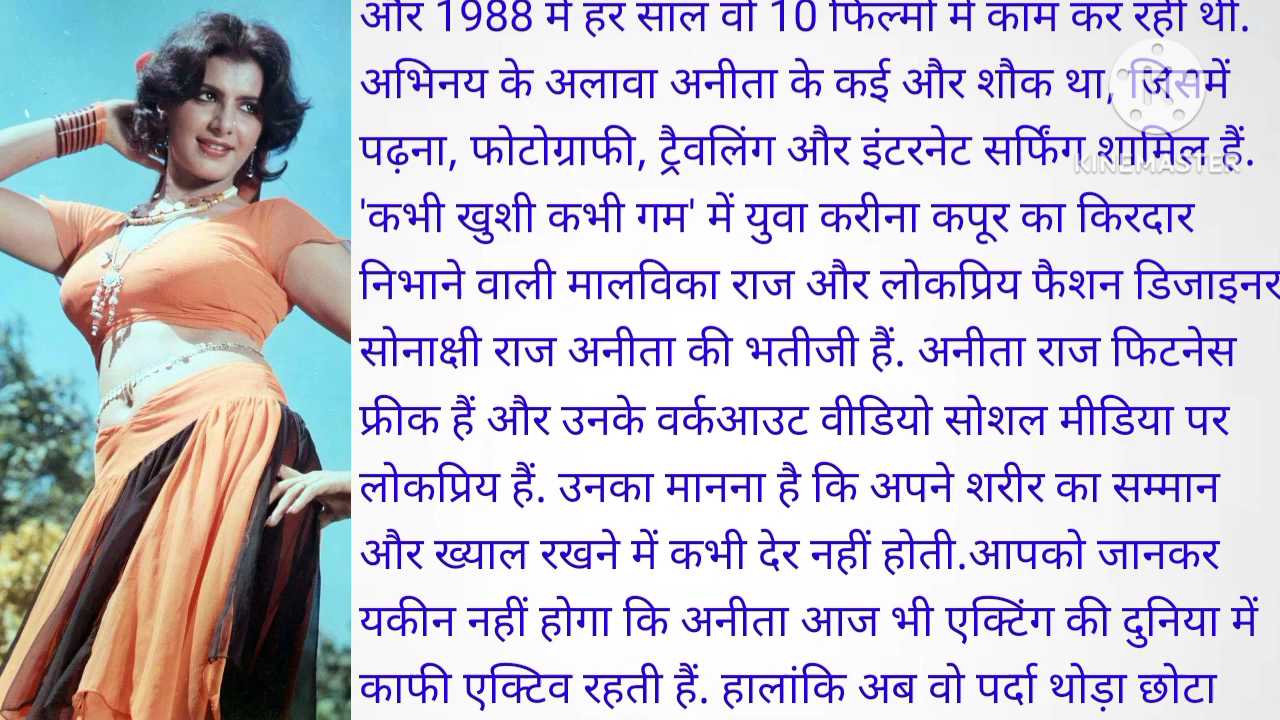 और 1988 में हर साल वो 10 फिल्मों में काम कर रही थी.
अभिनय के अलावा अनीता के कई और शौक था, जिसमें
पढ़ना, फोटोग्राफी, ट्रैवलिंग और इंटरनेट सर्फिंग शामिल हैं.
KINEMASTER
'कभी खुशी कभी गम' में युवा करीना कपूर का किरदार
निभाने वाली मालविका राज और लोकप्रिय फैशन डिजाइनर
सोनाक्षी राज अनीता की भतीजी हैं. अनीता राज फिटनेस
फ्रीक हैं और उनके वर्कआउट वीडियो सोशल मीडिया पर
लोकप्रिय हैं. उनका मानना है कि अपने शरीर का सम्मान
और ख्याल रखने में कभी देर नहीं होती.आपको जानकर
यकीन नहीं होगा कि अनीता आज भी एक्टिंग की दुनिया में
काफी एक्टिव रहती हैं. हालांकि अब वो पर्दा थोड़ा छोटा